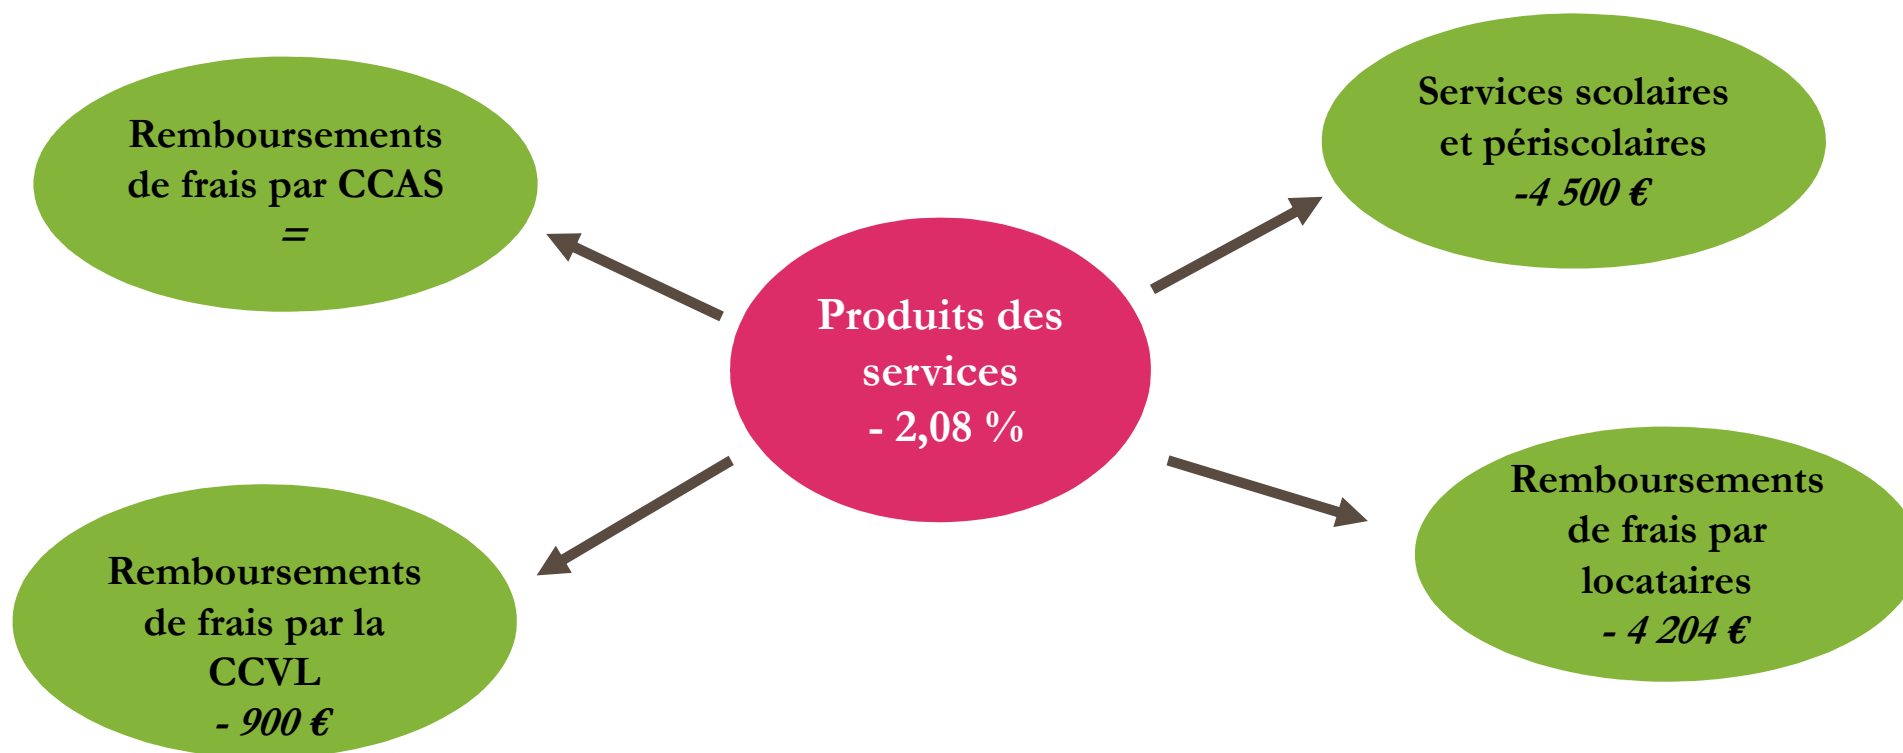 Remboursements
de frais par CCAS
=
Services scolaires
et périscolaires
-4 500 €
Produits des
services
- 2,08 %
Remboursements
de frais par la
CCVL
- 900 €
Remboursements
de frais par
locataires
- 4 204 €